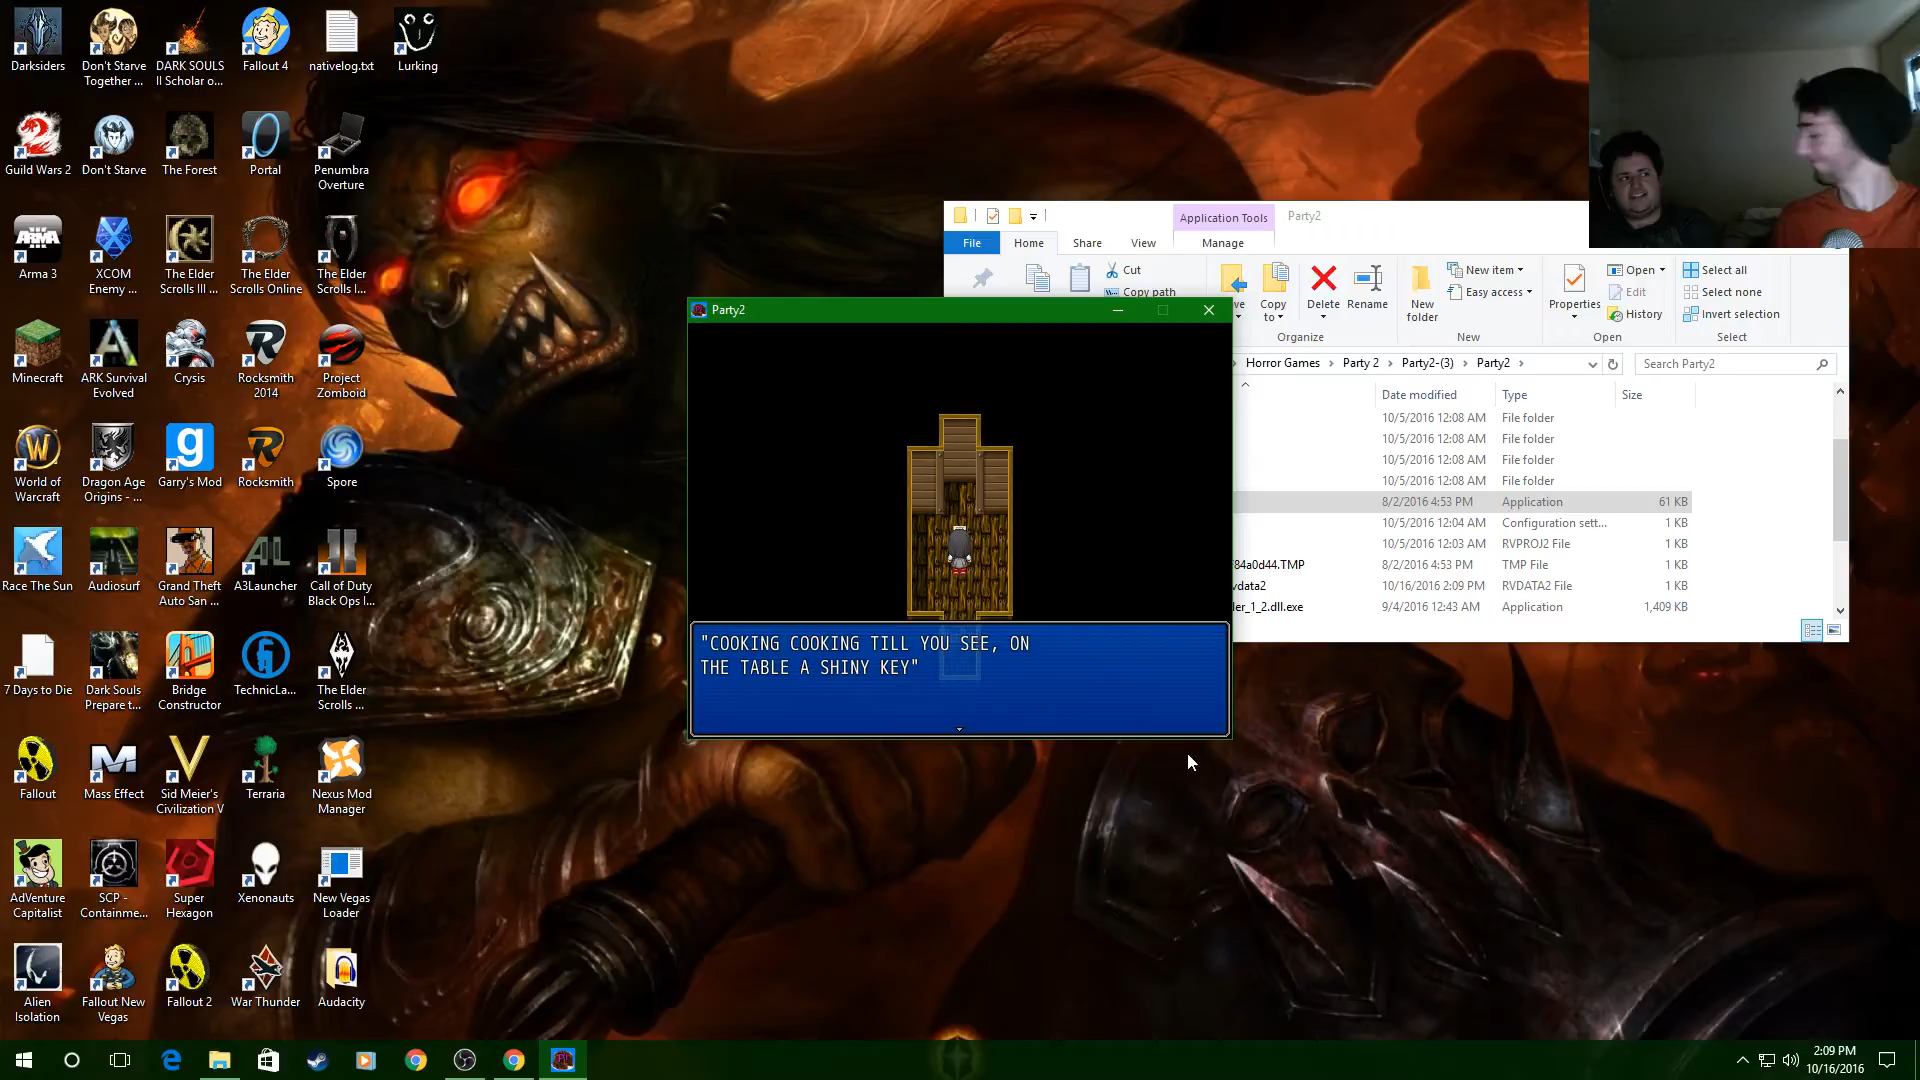 Darksiders
Don't Starve
Together ...
DARK SOULS
II Scholar o...
Fallout 4
nativelog.txt
Lurking
Guild Wars 2
Don't Starve
The Forest
Portal
Penumbra
Overture
ARMA
III
Arma 3
XCOM
Enemy ...
The Elder
Scrolls III ...
The Elder
Scrolls Online
The Elder
Scrolls I...
Minecraft
ARK Survival
Evolved
Crysis
Rocksmith
2014
Project
Zomboid
World of
Warcraft
Dragon Age
Origins - ...
Garry's Mod
Rocksmith
Spore
Race The Sun
Audiosurf
Grand Theft
Auto San ...
A3Launcher
Call of Duty
Black Ops I...
7 Days to Die
Dark Souls
Prepare t...
Bridge
Constructor
TechnicLa...
The Elder
Scrolls ...
Fallout
Mass Effect
Sid Meier's
Civilization V
Terraria
Nexus Mod
Manager
AdVenture
Capitalist
SCP -
Containme...
Super
Hexagon
Xenonauts
New Vegas
Loader
Alien
Isolation
Fallout New
Vegas
Fallout 2
War Thunder
Audacity
Application Tools
Party2
File
Home
Share
View
Manage
Cut
Copy path
Copy
to
Delete
Rename
New
folder
New item
Easy access
Properties
Open
Edit
History
Select all
Select none
Invert selection
Organize
New
Open
Select
Horror Games > Party 2 > Party2-(3) > Party2 >
Search Party2
Date modified Type Size
10/5/2016 12:08 AM File folder
10/5/2016 12:08 AM File folder
10/5/2016 12:08 AM File folder
10/5/2016 12:08 AM File folder
8/2/2016 4:53 PM Application 61 KB
10/5/2016 12:04 AM Configuration sett... 1 KB
10/5/2016 12:03 AM RVPROJ2 File 1 KB
84a0d44.TMP 8/2/2016 4:53 PM TMP File 1 KB
vdata2 10/16/2016 2:09 PM RVDATA2 File 1 KB
ler_1_2.dll.exe 9/4/2016 12:43 AM Application 1,409 KB
Party2
"COOKING COOKING TILL YOU SEE, ON
THE TABLE A SHINY KEY"
2:09 PM
10/16/2016